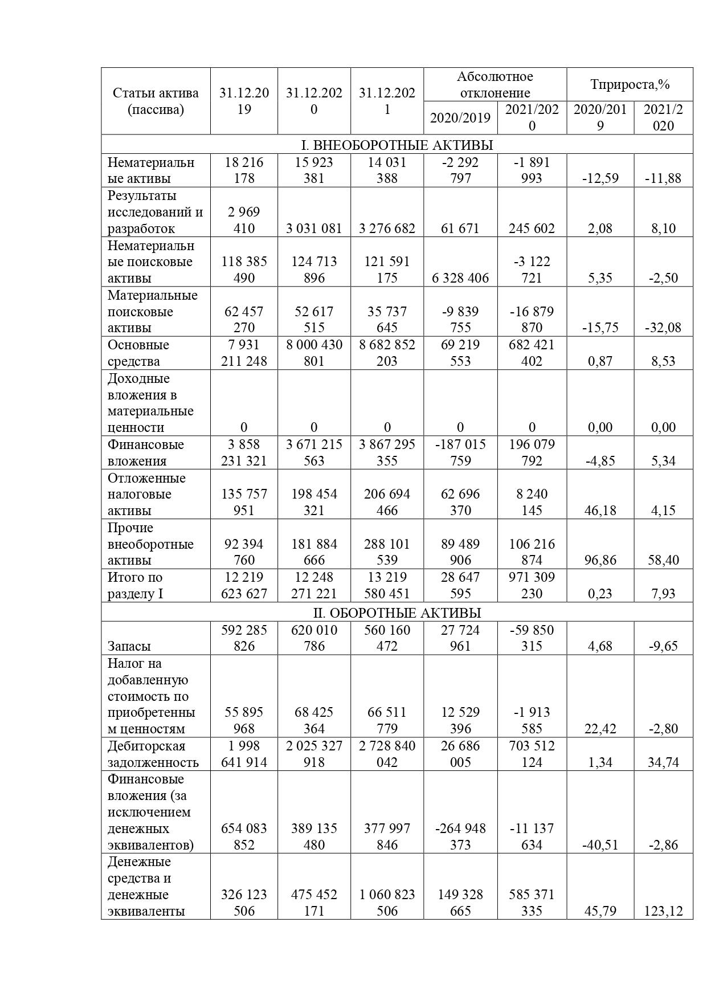 Статьи актива
(пассива)
31.12.20
19
31.12.202
0
31.12.202
1
Абсолютное
отклонение
Тприроста,%
2020/2019
2021/202
0
2020/201
9
2021/2
020
I. ВНЕОБОРОТНЫЕ АКТИВЫ
Нематериальн
ые активы
18 216
178
15 923
381
14 031
388
-2 292
797
-1 891
993
-12,59
-11,88
Результаты
исследований и
разработок
2 969
410
3 031 081
3 276 682
61 671
245 602
2,08
8,10
Нематериальн
ые поисковые
активы
118 385
490
124 713
896
121 591
175
6 328 406
-3 122
721
5,35
-2,50
Материальные
поисковые
активы
62 457
270
52 617
515
35 737
645
-9 839
755
-16 879
870
-15,75
-32,08
Основные
средства
7 931
211 248
8 000 430
801
8 682 852
203
69 219
553
682 421
402
0,87
8,53
Доходные
вложения в
материальные
ценности
0
0
0
0
0
0,00
0,00
Финансовые
вложения
3 858
231 321
3 671 215
563
3 867 295
355
-187 015
759
196 079
792
-4,85
5,34
Отложенные
налоговые
активы
135 757
951
198 454
321
206 694
466
62 696
370
8 240
145
46,18
4,15
Прочие
внеоборотные
активы
92 394
760
181 884
666
288 101
539
89 489
906
106 216
874
96,86
58,40
Итого по
разделу I
12 219
623 627
12 248
271 221
13 219
580 451
28 647
595
971 309
230
0,23
7,93
II. ОБОРОТНЫЕ АКТИВЫ
Запасы
592 285
826
620 010
786
560 160
472
27 724
961
-59 850
315
4,68
-9,65
Налог на
добавленную
стоимость по
приобретенны
м ценностям
55 895
968
68 425
364
66 511
779
12 529
396
-1 913
585
22,42
-2,80
Дебиторская
задолженность
1 998
641 914
2 025 327
918
2 728 840
042
26 686
005
703 512
124
1,34
34,74
Финансовые
вложения (за
исключением
денежных
эквивалентов)
654 083
852
389 135
480
377 997
846
-264 948
373
-11 137
634
-40,51
-2,86
Денежные
средства и
денежные
эквиваленты
326 123
506
475 452
171
1 060 823
506
149 328
665
585 371
335
45,79
123,12